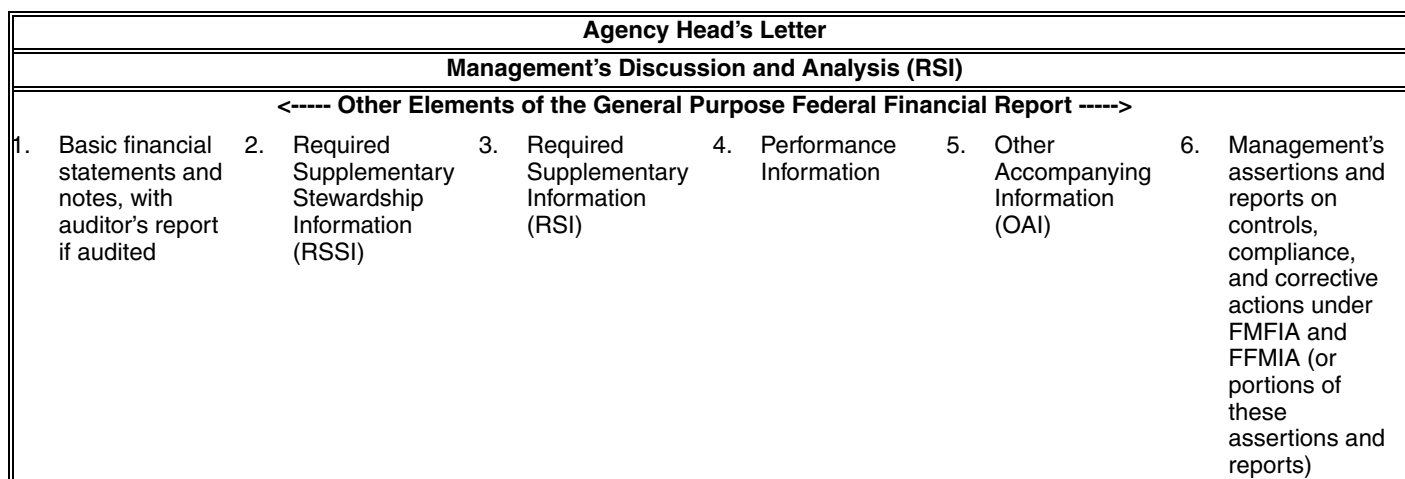 Agency Head’s Letter
Management’s Discussion and Analysis (RSI)
<----- Other Elements of the General Purpose Federal Financial Report ----->
1. Basic financial
statements and
notes, with
auditor’s report
if audited
2. Required
Supplementary
Stewardship
Information
(RSSI)
3. Required
Supplementary
Information
(RSI)
4. Performance
Information
5. Other
Accompanying
Information
(OAI)
6. Management’s
assertions and
reports on
controls,
compliance,
and corrective
actions under
FMFIA and
FFMIA (or
portions of
these
assertions and
reports)